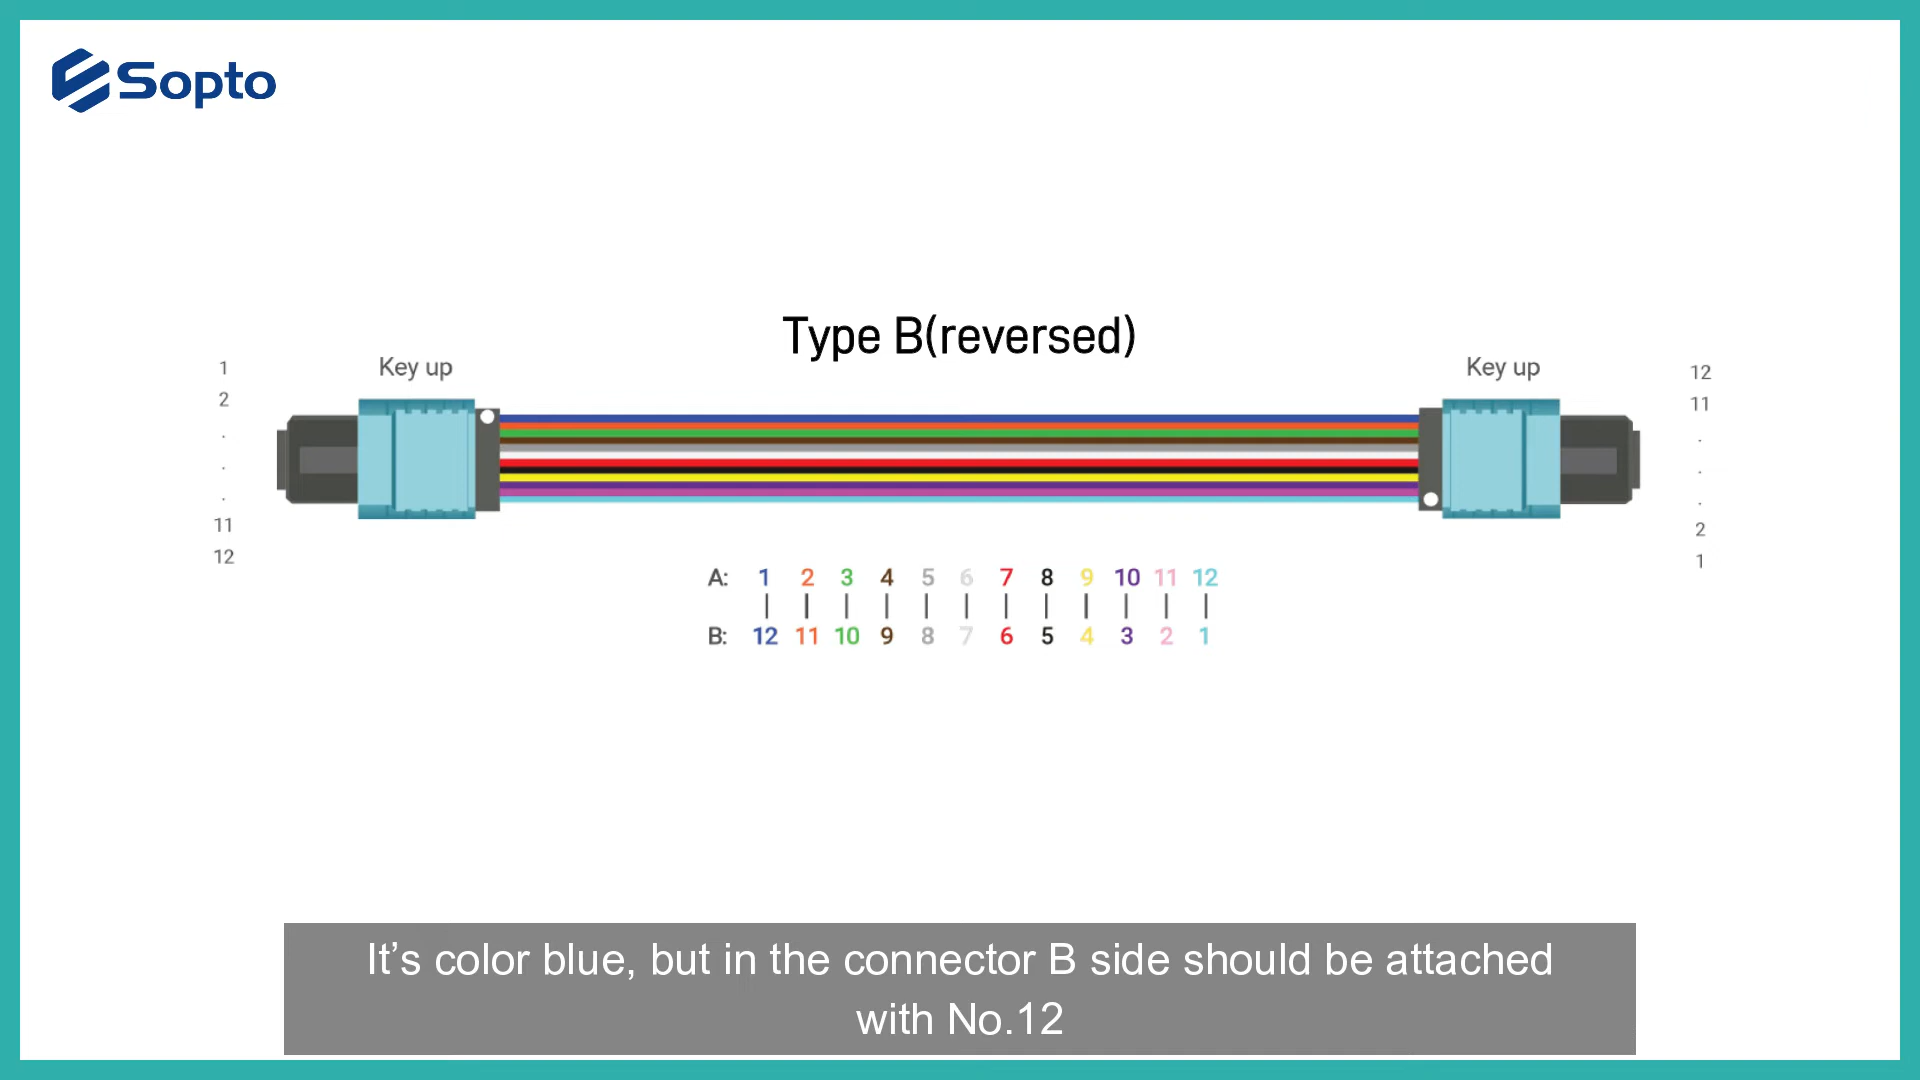 Sopto
Type B(reversed)
Key up
Key up
1
2
.
.
.
11
12
12
11
.
.
.
2
1
A: 1 2 3 4 5 6 7 8 9 10 11 12
B: 12 11 10 9 8 7 6 5 4 3 2 1
It’s color blue, but in the connector B side should be attached
with No.12